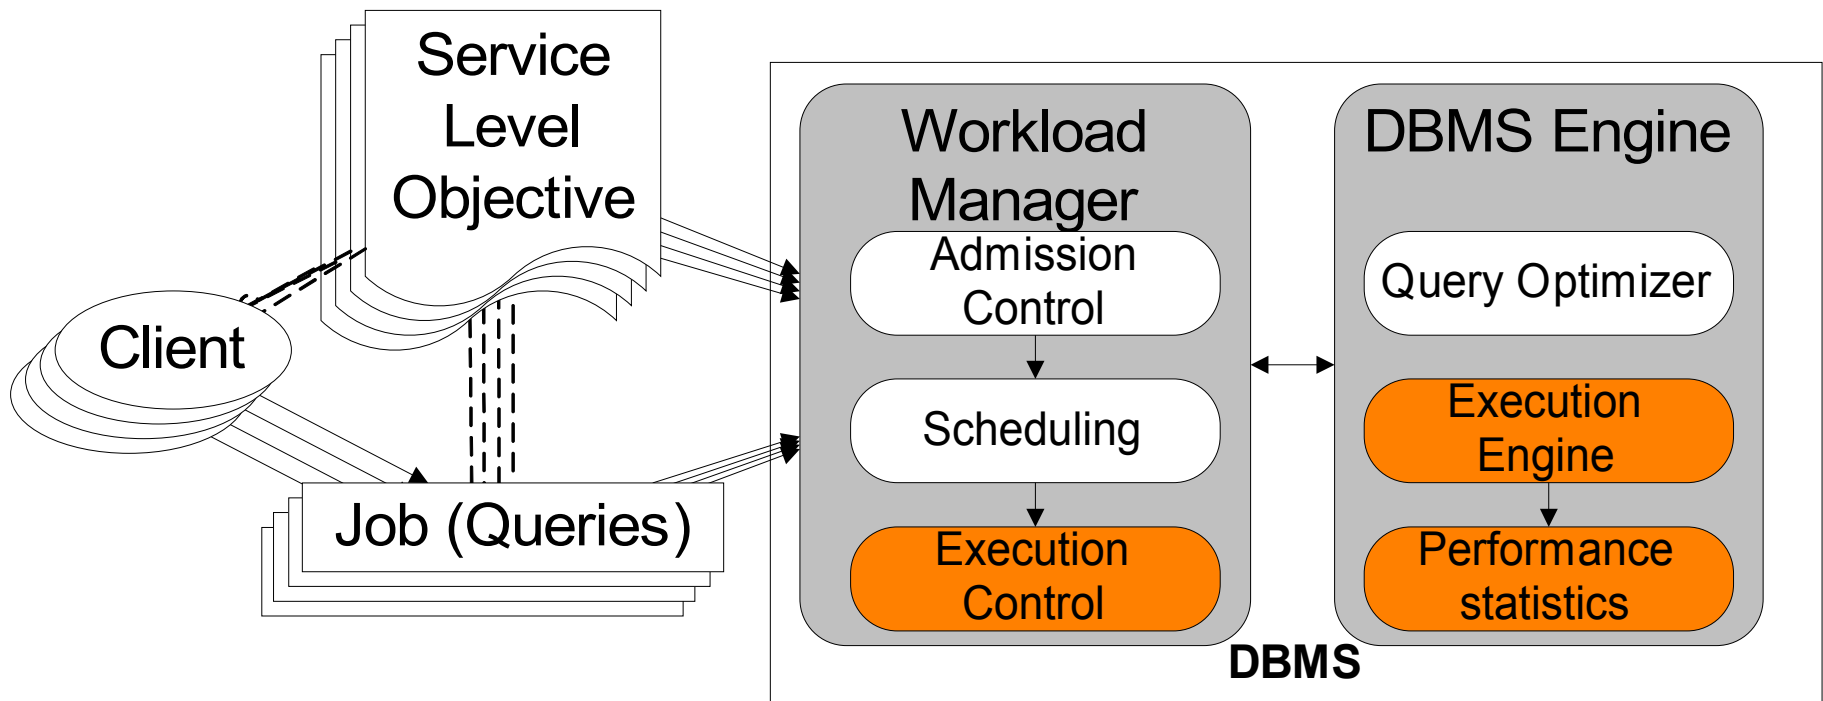 Service
Level
Objective
Client
Job (Queries)
Workload
Manager
Admission
Control
Scheduling
Execution
Control
DBMS Engine
Query Optimizer
Execution
Engine
Performance
statistics
DBMS